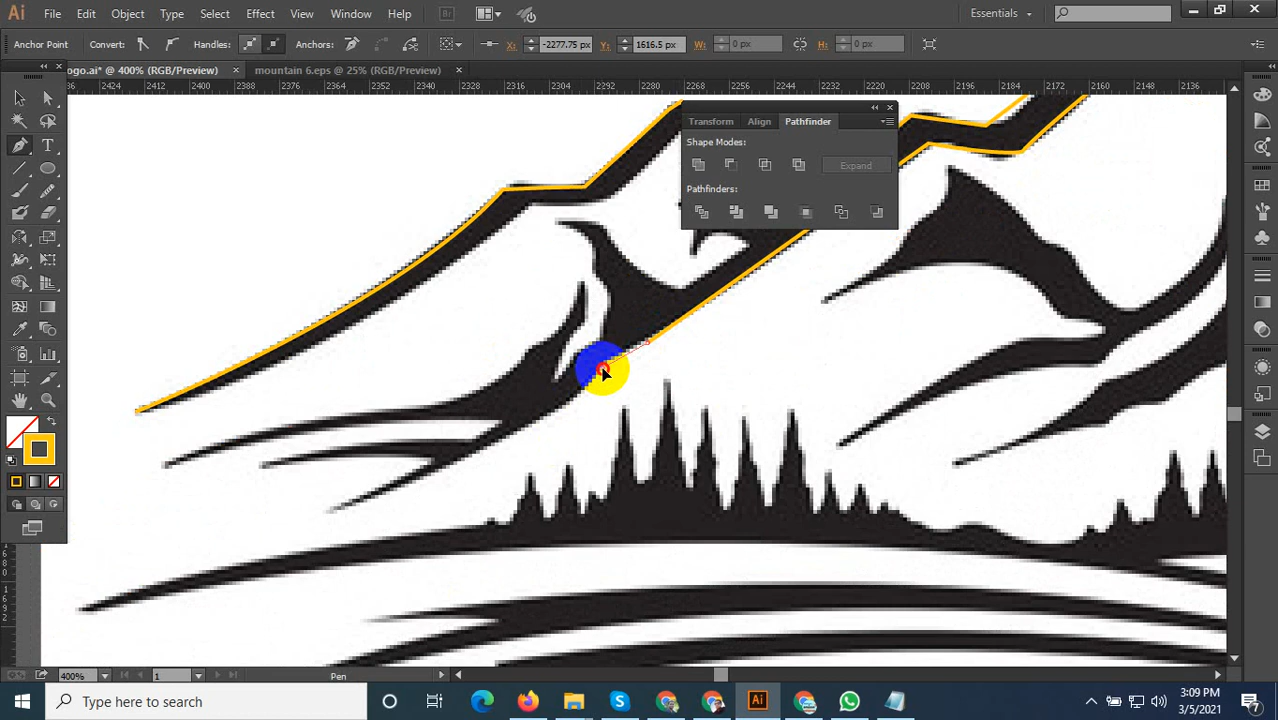 Ai File Edit Object Type Select Effect View Window Help Br Essentials
Anchor Point Convert: Handles: Anchors: X: -2277.75 px Y: 1616.5 px W: 0 px H: 0 px
ogo.ai* @ 400% (RGB/Preview) × mountain 6.eps @ 25% (RGB/Preview) ×
2424 2412 2400 2388 2376 2364 2352 2340 2328 2316 2304 2292 2280 2268 2256 2244 2232 2220 2208 2196 2184 2172 2160 2148 2136
Transform Align Pathfinder
Shape Modes:
Expand
Pathfinders:
400% 1 Pen
Type here to search
Ai
3:09 PM
3/5/2021
7